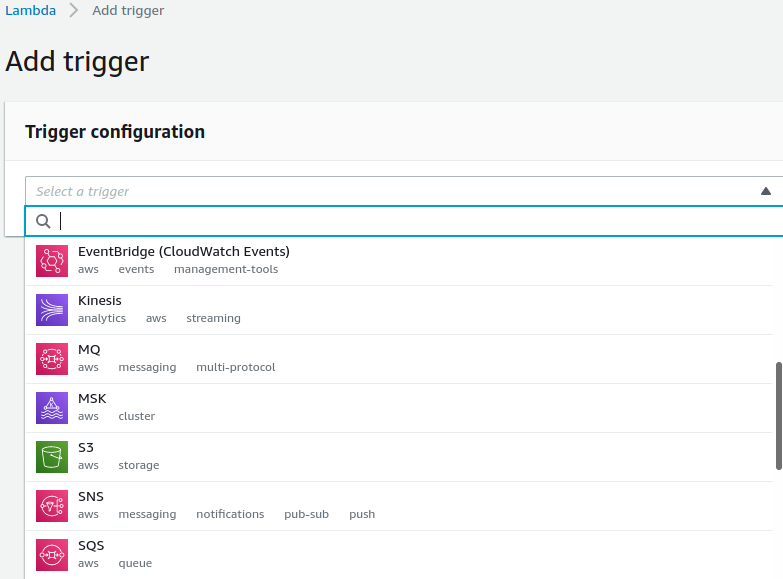 Lambda > Add trigger
Add trigger
Trigger configuration
Select a trigger
EventBridge (CloudWatch Events)
aws events management-tools
Kinesis
analytics aws streaming
MQ
aws messaging multi-protocol
MSK
aws cluster
S3
aws storage
SNS
aws messaging notifications pub-sub push
SQS
aws queue